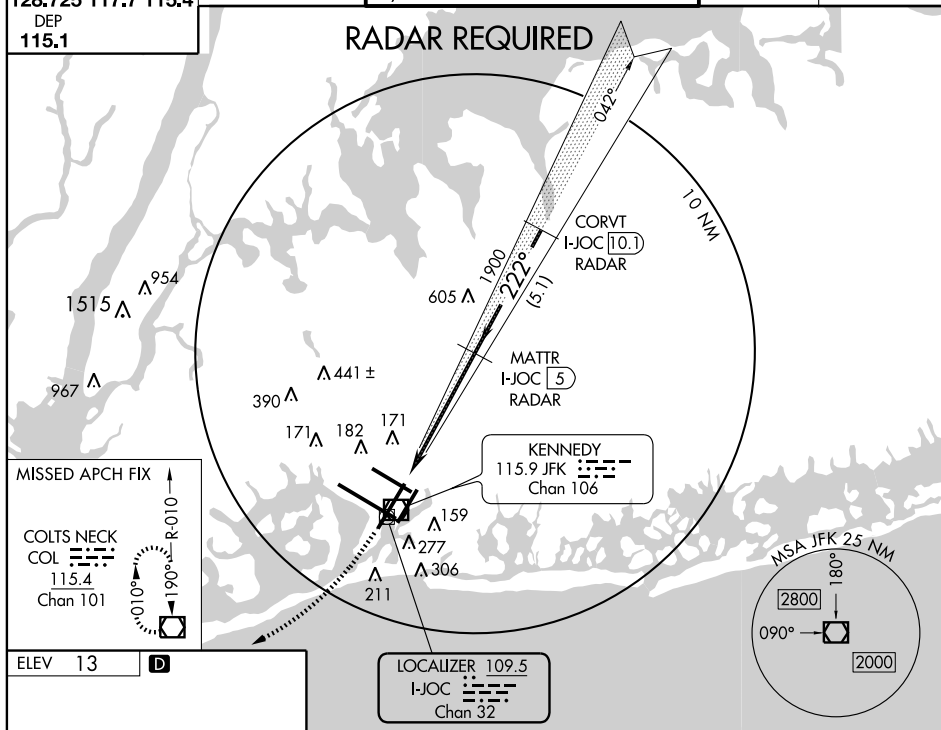 128.725 117.7 115.4
DEP
115.1
RADAR REQUIRED
042°
10 NM
CORVT
I-JOC 10.1
RADAR
1900
222°
(5.1)
605
954
1515
967
MATTR
I-JOC 5
RADAR
441 ±
390
171
182
171
KENNEDY
115.9 JFK
Chan 106
159
277
306
211
MISSED APCH FIX
R-010
COLTS NECK
COL
115.4
Chan 101
010°
190°
MSA JFK 25 NM
180°
2800
090°
2000
ELEV 13 D
LOCALIZER 109.5
I-JOC
Chan 32